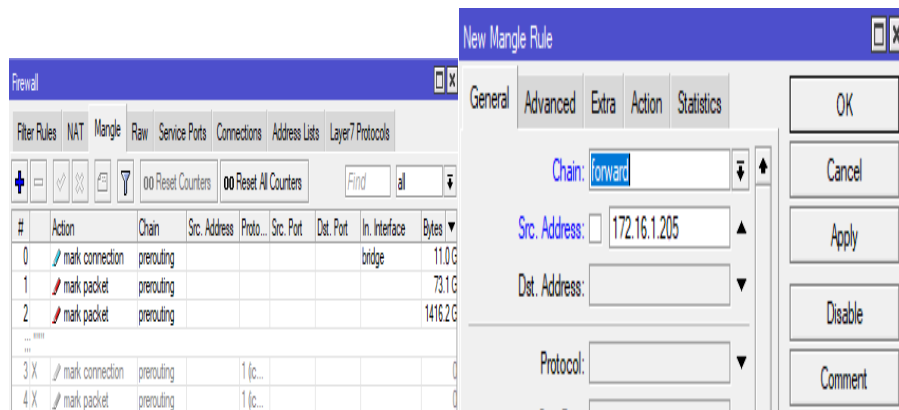 Firewall
Filter Rules NAT Mangle Raw Service Ports Connections Address Lists Layer7 Protocols
00 Reset Counters 00 Reset All Counters Find all
# Action Chain Src. Address Proto... Src. Port Dst. Port In. Interface Bytes
0 mark connection prerouting bridge 11.0 G
1 mark packet prerouting 73.1 G
2 mark packet prerouting 1416.2 G
3 X mark connection prerouting 1 (ic... 0
4 X mark packet prerouting 1 (ic... 0
New Mangle Rule
General Advanced Extra Action Statistics
Chain: forward
Src. Address: 172.16.1.205
Dst. Address:
Protocol:
OK
Cancel
Apply
Disable
Comment